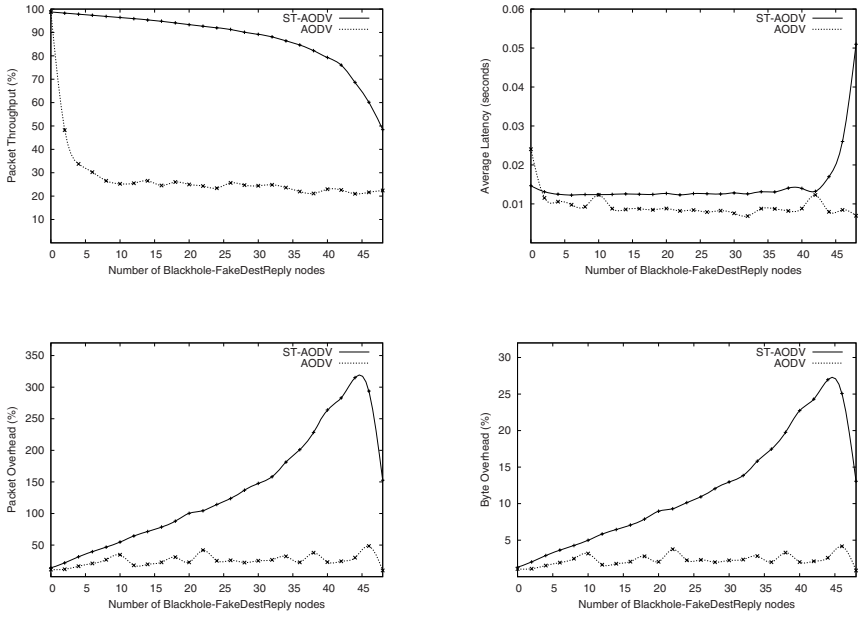 100
90
80
70
60
50
40
30
20
10
0 5 10 15 20 25 30 35 40 45
Packet Throughput (%)
Number of Blackhole-FakeDestReply nodes
ST-AODV
AODV
0.06
0.05
0.04
0.03
0.02
0.01
0 5 10 15 20 25 30 35 40 45
Average Latency (seconds)
Number of Blackhole-FakeDestReply nodes
ST-AODV
AODV
350
300
250
200
150
100
50
0 5 10 15 20 25 30 35 40 45
Packet Overhead (%)
Number of Blackhole-FakeDestReply nodes
ST-AODV
AODV
30
25
20
15
10
5
0 5 10 15 20 25 30 35 40 45
Byte Overhead (%)
Number of Blackhole-FakeDestReply nodes
ST-AODV
AODV